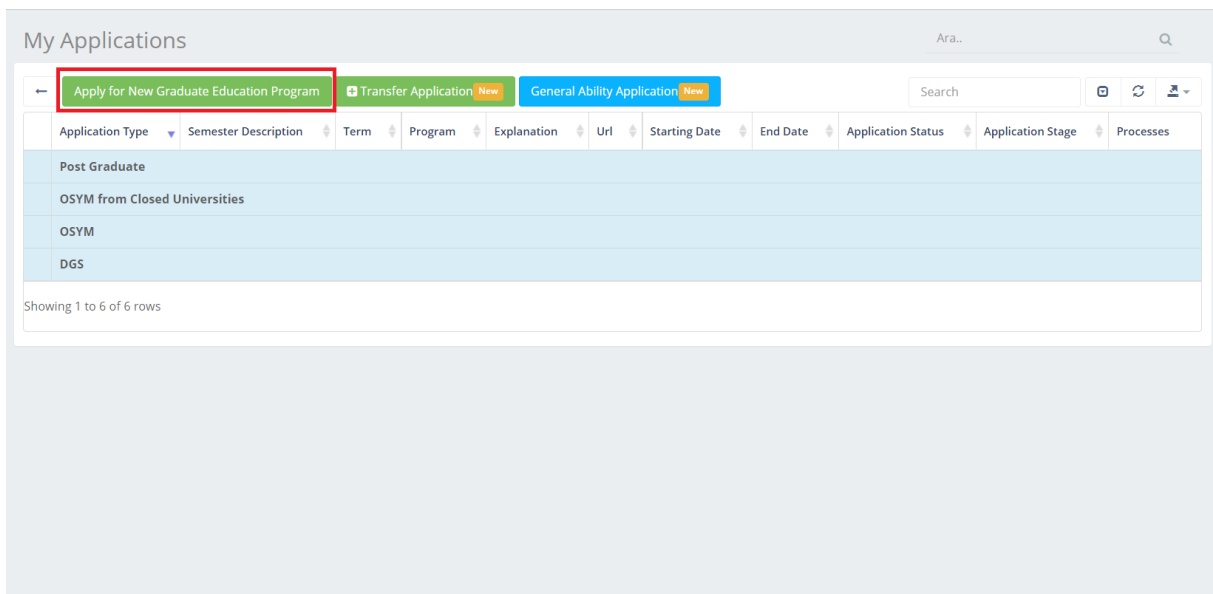 My Applications
Ara..
Apply for New Graduate Education Program
Transfer Application New
General Ability Application New
Search
Application Type Semester Description Term Program Explanation Url Starting Date End Date Application Status Application Stage Processes
Post Graduate
OSYM from Closed Universities
OSYM
DGS
Showing 1 to 6 of 6 rows